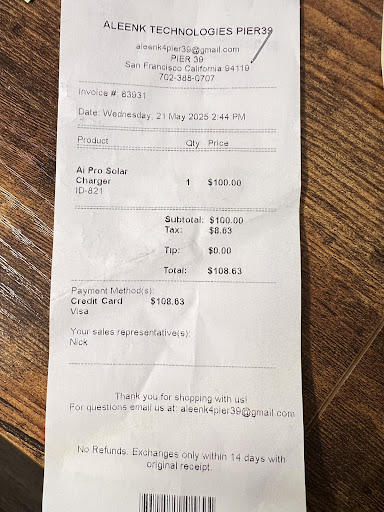 ALEENK TECHNOLOGIES PIER39
aleenk4pier39@gmail.com
PIER 39
San Francisco California 94119
702-388-0707
Invoice #: 63931
Date: Wednesday, 21 May 2025 2:44 PM
Product Qty Price
Ai Pro Solar
Charger 1 $100.00
ID-821
Subtotal: $100.00
Tax: $8.63
Tip: $0.00
Total: $108.63
Payment Method(s):
Credit Card $108.63
Visa
Your sales representative(s):
Nick
Thank you for shopping with us!
For questions email us at: aleenk4pier39@gmail.com
No Refunds. Exchanges only within 14 days with
original receipt.